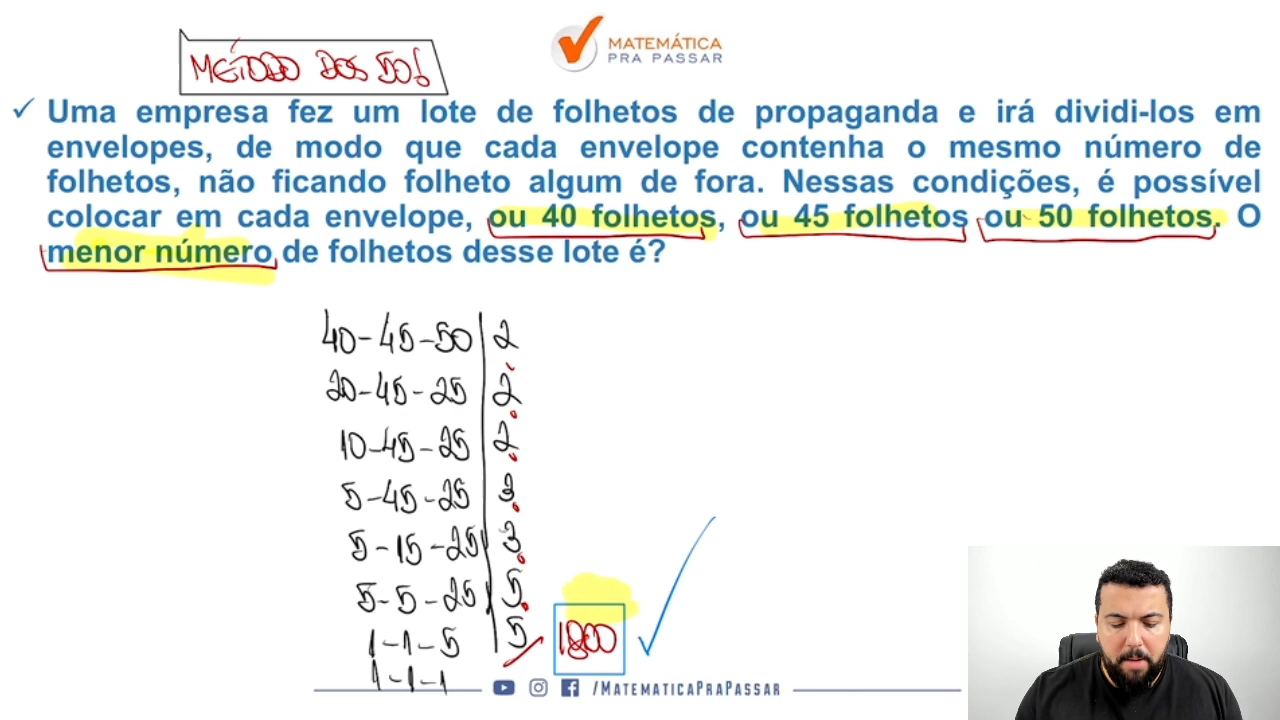 MÉTODO DOS 50!
MATEMÁTICA
PRA PASSAR
✓ Uma empresa fez um lote de folhetos de propaganda e irá dividi-los em
envelopes, de modo que cada envelope contenha o mesmo número de
folhetos, não ficando folheto algum de fora. Nessas condições, é possível
colocar em cada envelope, ou 40 folhetos, ou 45 folhetos ou 50 folhetos. O
menor número de folhetos desse lote é?
40-45-50 | 2
20-45-25 | 2
10-45-25 | 2
5-45-25 | 3
5-15-25 | 3
5-5-25 | 5
1-1-5 | 5
1-1-1
1800
/MATEMATICAPRAPASSAR